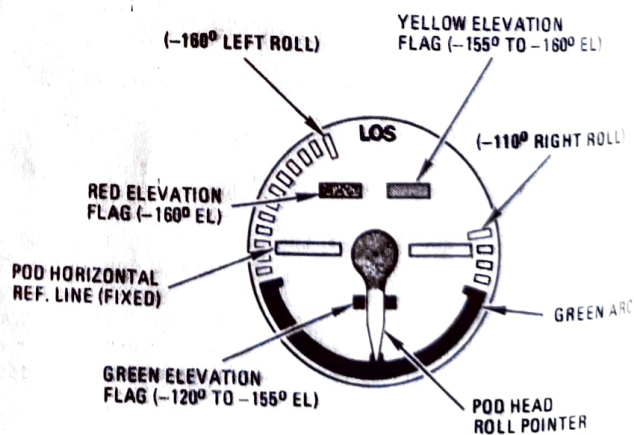 (–160° LEFT ROLL)
YELLOW ELEVATION
FLAG (–155° TO –160° EL)
LOS
(–110° RIGHT ROLL)
RED ELEVATION
FLAG (–160° EL)
POD HORIZONTAL
REF. LINE (FIXED)
GREEN ARC
GREEN ELEVATION
FLAG (–120° TO –155° EL)
POD HEAD
ROLL POINTER